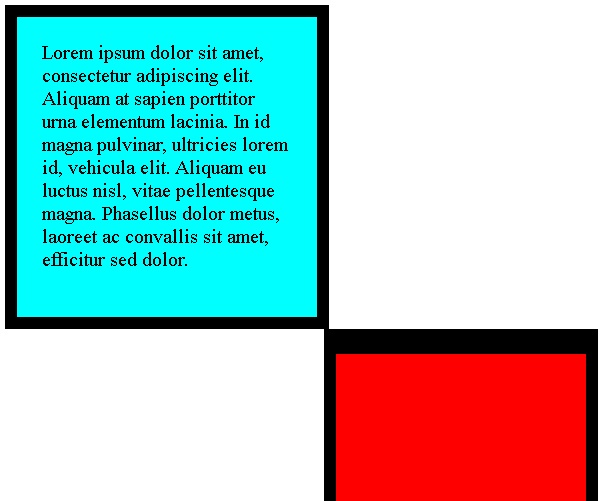 Lorem ipsum dolor sit amet,
consectetur adipiscing elit.
Aliquam at sapien porttitor
urna elementum lacinia. In id
magna pulvinar, ultricies lorem
id, vehicula elit. Aliquam eu
luctus nisl, vitae pellentesque
magna. Phasellus dolor metus,
laoreet ac convallis sit amet,
efficitur sed dolor.